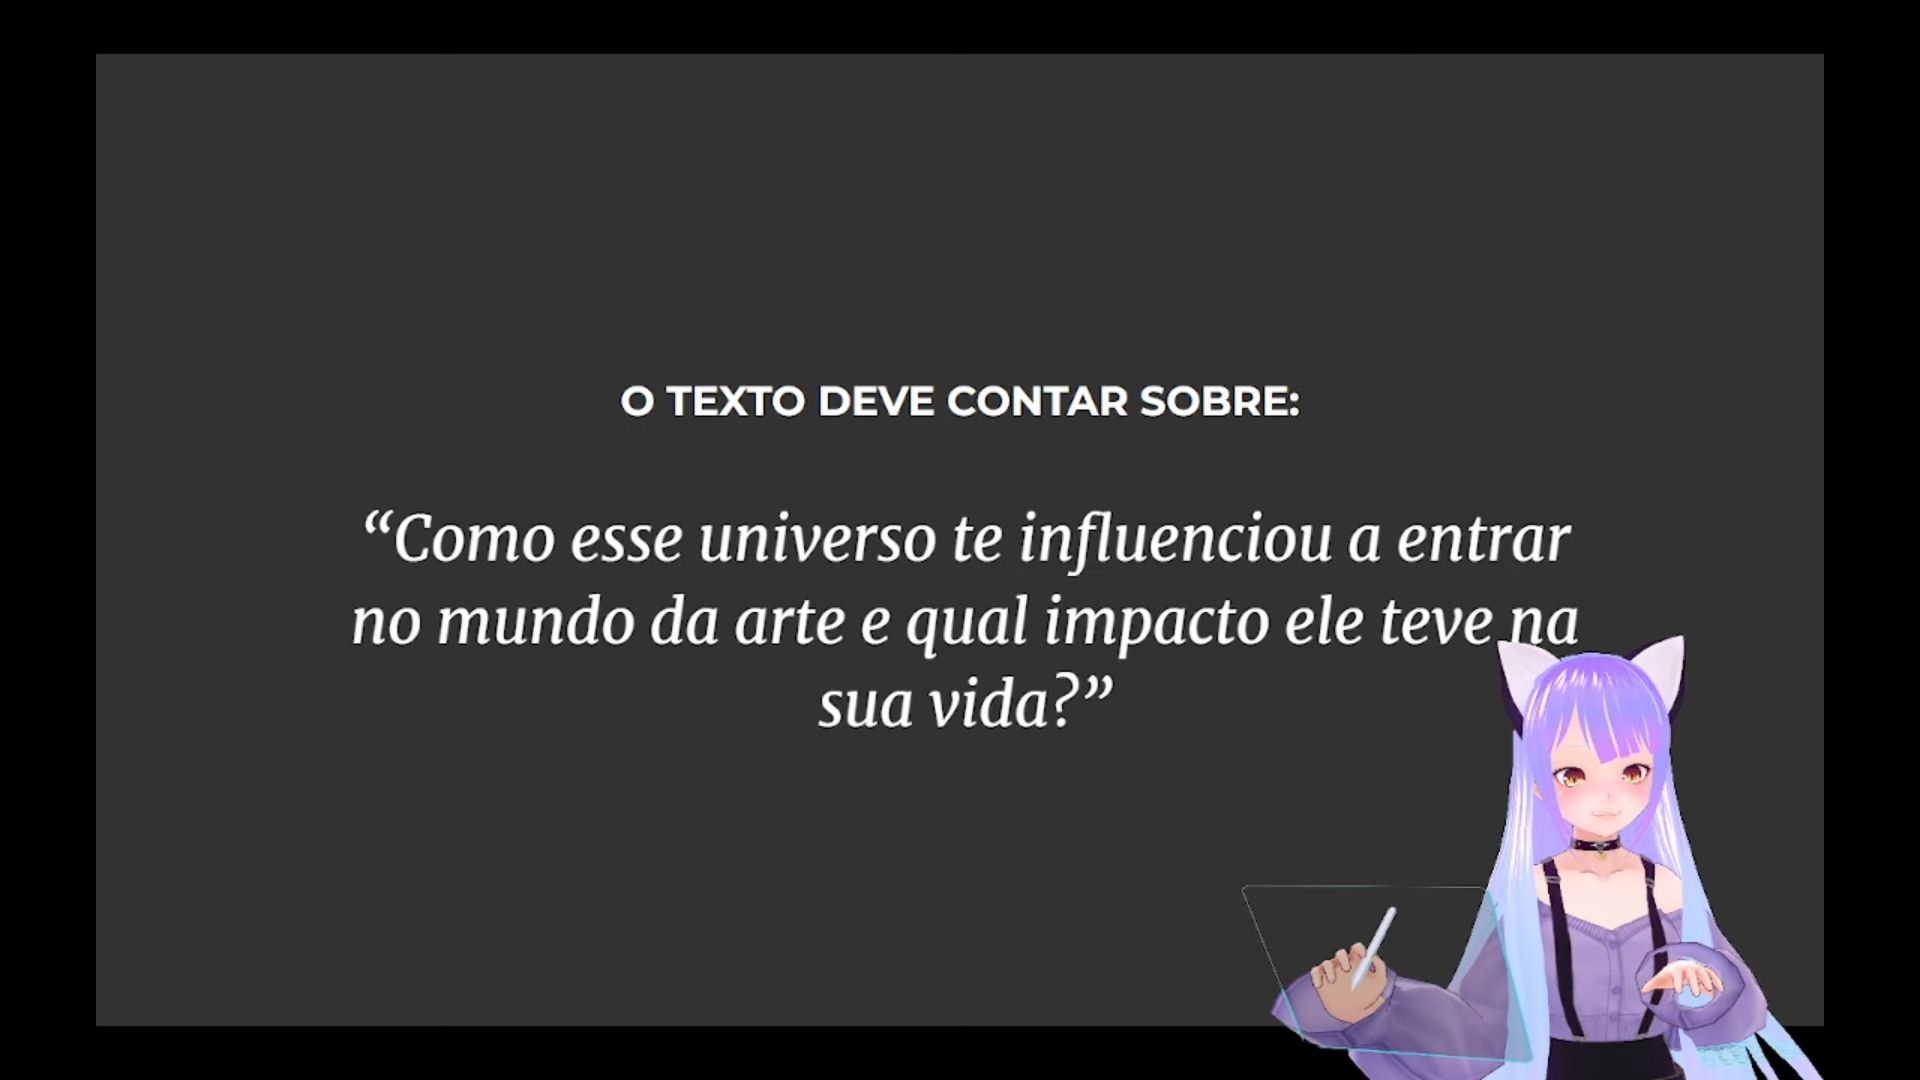 O TEXTO DEVE CONTAR SOBRE:
“Como esse universo te influenciou a entrar
no mundo da arte e qual impacto ele teve na
sua vida?”